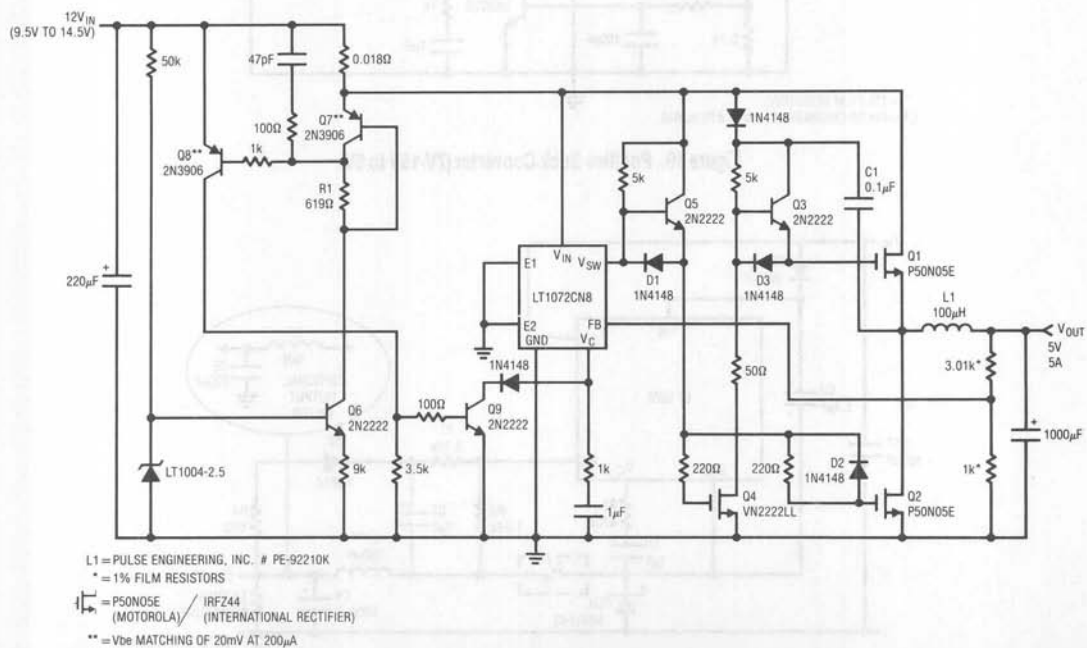 12VIN
(9.5V TO 14.5V)
50k
47pF
0.018Ω
100Ω
Q7**
2N3906
Q8**
2N3906
1k
R1
619Ω
1N4148
5k
5k
Q5
2N2222
Q3
2N2222
C1
0.1µF
VIN
VSW
E1
LT1072CN8
E2
GND
FB
VC
D1
1N4148
D3
1N4148
Q1
P50N05E
L1
100µH
VOUT
5V
5A
220µF
+
1N4148
50Ω
3.01k*
Q6
2N2222
100Ω
Q9
2N2222
+
1000µF
LT1004-2.5
9k
3.5k
1k
1µF
220Ω
220Ω
D2
1N4148
1k*
Q4
VN2222LL
Q2
P50N05E
L1 = PULSE ENGINEERING, INC. # PE-92210K
* = 1% FILM RESISTORS
= P50N05E / IRFZ44
(MOTOROLA) (INTERNATIONAL RECTIFIER)
** = Vbe MATCHING OF 20mV AT 200µA